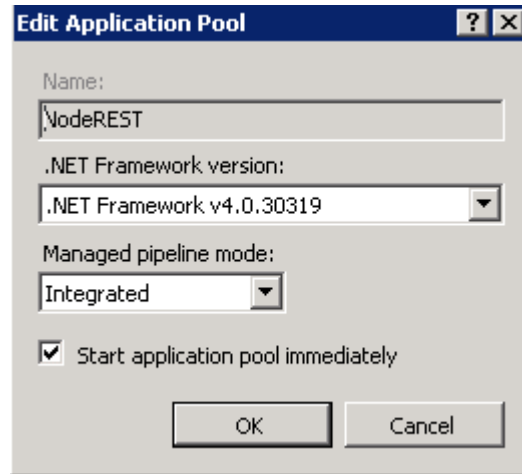 Edit Application Pool
Name:
NodeREST
.NET Framework version:
.NET Framework v4.0.30319
Managed pipeline mode:
Integrated
Start application pool immediately
OK
Cancel